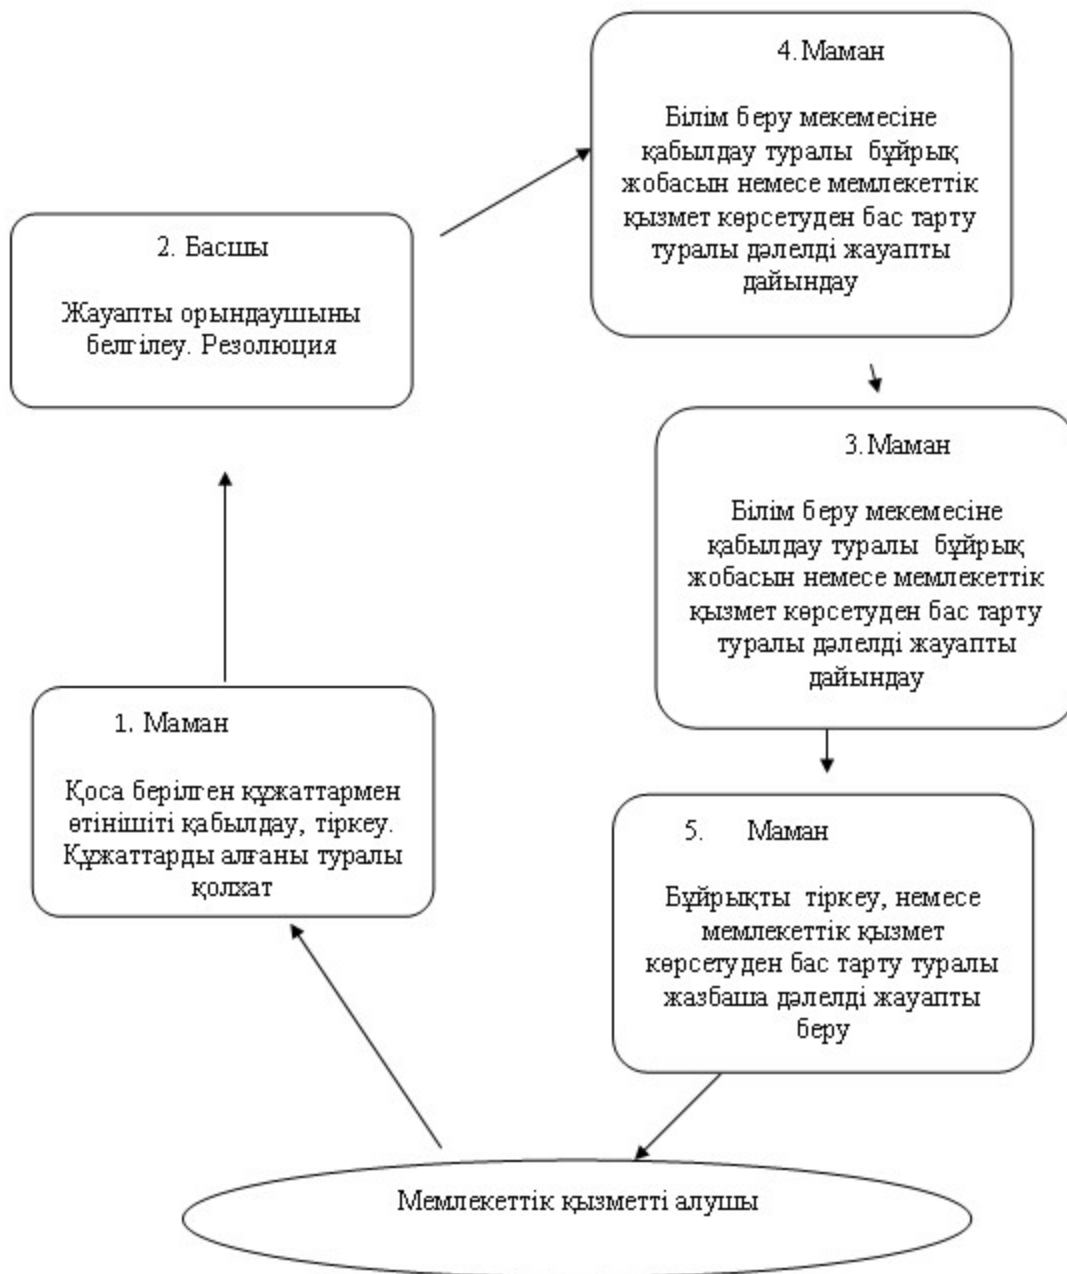 4. Маман
Білім беру мекемесіне
қабылдау туралы бұйрық
жобасын немесе мемлекеттік
қызмет көрсетуден бас тарту
туралы дәлелді жауапты
дайындау
2. Басшы
Жауапты орындаушыны
белгілеу. Резолюция
3. Маман
Білім беру мекемесіне
қабылдау туралы бұйрық
жобасын немесе мемлекеттік
қызмет көрсетуден бас тарту
туралы дәлелді жауапты
дайындау
1. Маман
Қоса берілген құжаттармен
өтінішіті қабылдау, тіркеу.
Құжаттарды алғаны туралы
қолхат
5. Маман
Бұйрықты тіркеу, немесе
мемлекеттік қызмет
көрсетуден бас тарту туралы
жазбаша дәлелді жауапты
беру
Мемлекеттік қызметті алушы